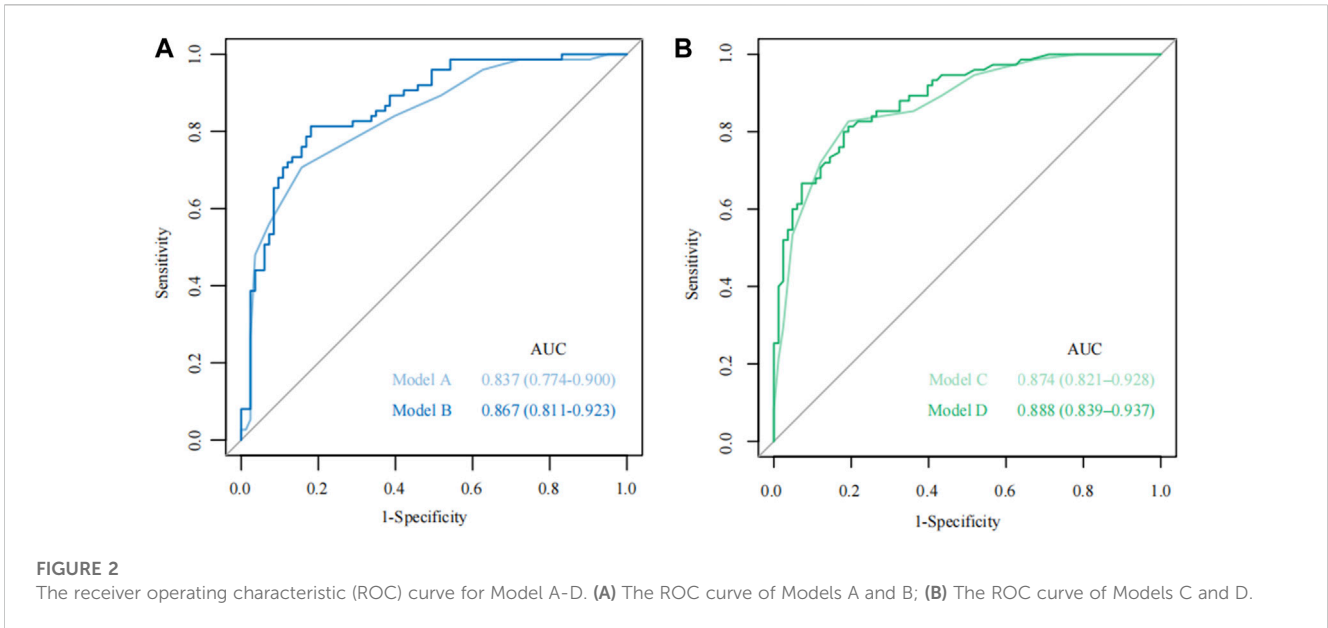 A
1.0
0.8
0.6
0.4
0.2
0.0
Sensitivity
AUC
Model A 0.837 (0.774-0.900)
Model B 0.867 (0.811-0.923)
0.0 0.2 0.4 0.6 0.8 1.0
1-Specificity
B
1.0
0.8
0.6
0.4
0.2
0.0
Sensitivity
AUC
Model C 0.874 (0.821–0.928)
Model D 0.888 (0.839–0.937)
0.0 0.2 0.4 0.6 0.8 1.0
1-Specificity
FIGURE 2
The receiver operating characteristic (ROC) curve for Model A-D. (A) The ROC curve of Models A and B; (B) The ROC curve of Models C and D.